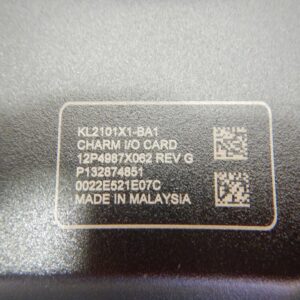 KL2101X1-BA1
CHARM I/O CARD
12P4987X062 REV G
P132874851
0022E521E07C
MADE IN MALAYSIA